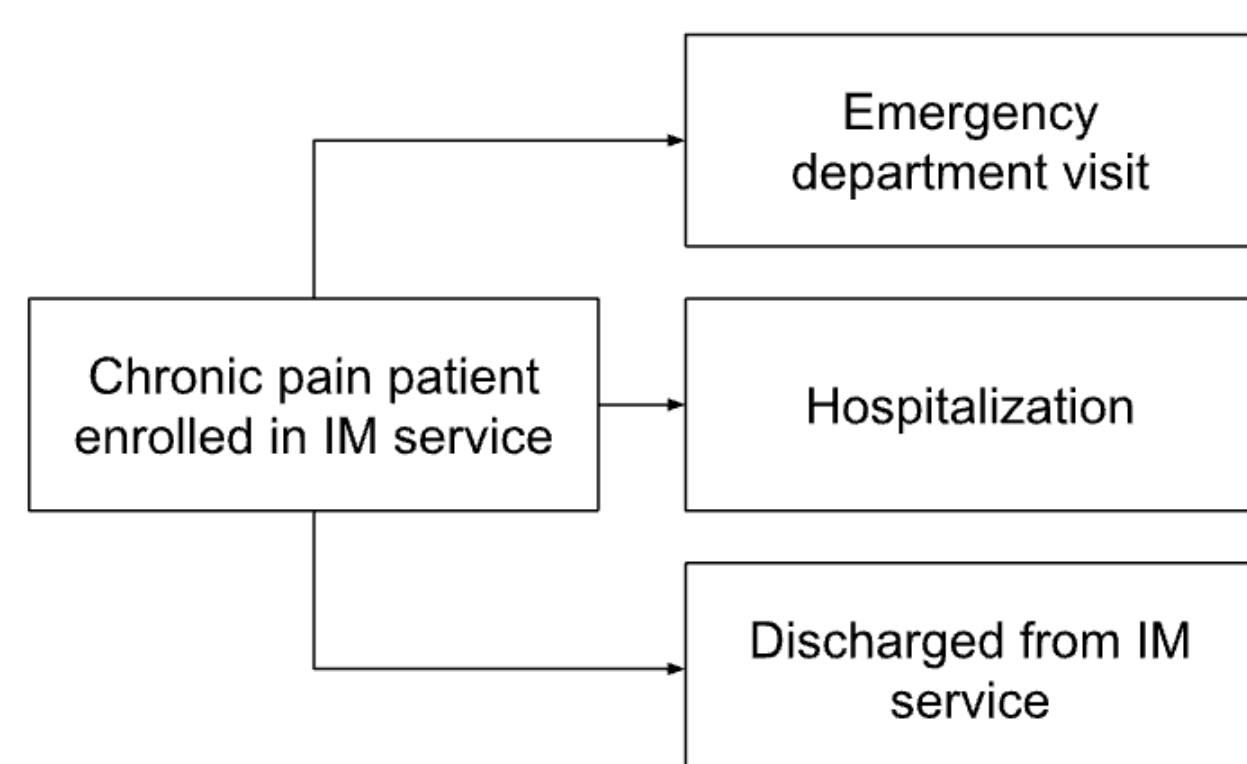 Emergency
department visit
Chronic pain patient
enrolled in IM service
Hospitalization
Discharged from IM
service